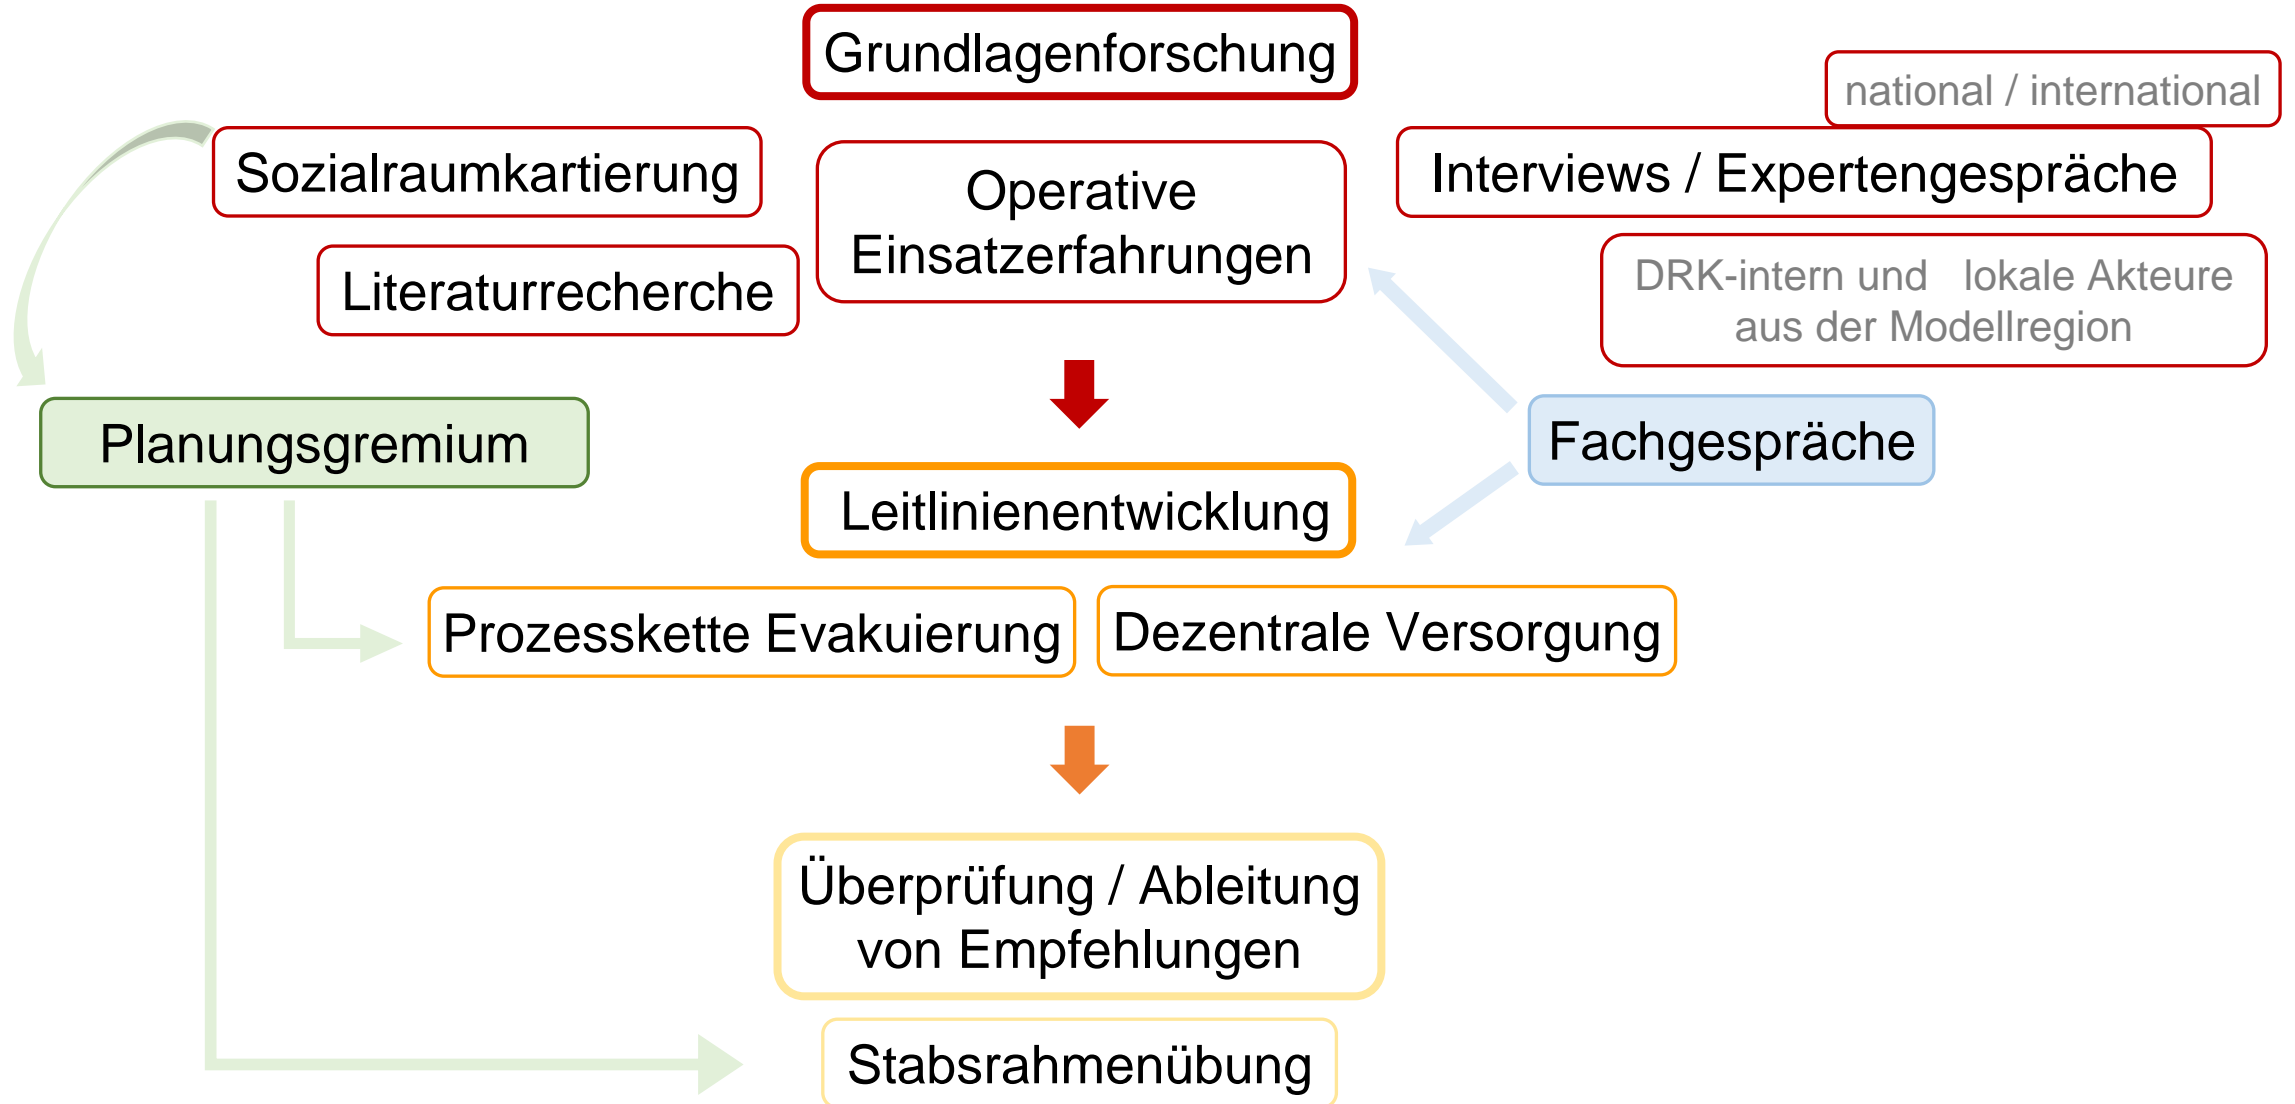 Grundlagenforschung
national / international
Sozialraumkartierung
Operative
Einsatzerfahrungen
Interviews / Expertengespräche
Literaturrecherche
DRK-intern und lokale Akteure
aus der Modellregion
Planungsgremium
Fachgespräche
Leitlinienentwicklung
Prozesskette Evakuierung
Dezentrale Versorgung
Überprüfung / Ableitung
von Empfehlungen
Stabsrahmenübung